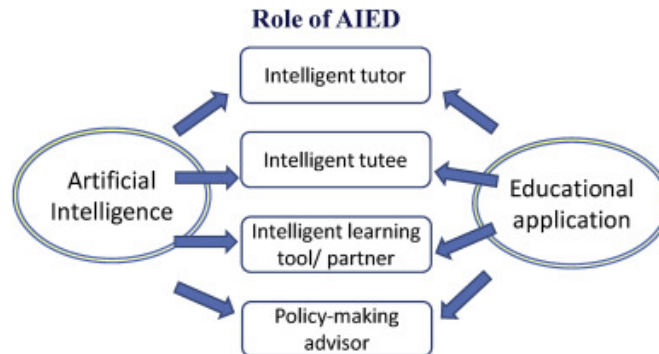 Role of AIED
Intelligent tutor
Artificial
Intelligence
Intelligent tutee
Educational
application
Intelligent learning
tool/ partner
Policy-making
advisor